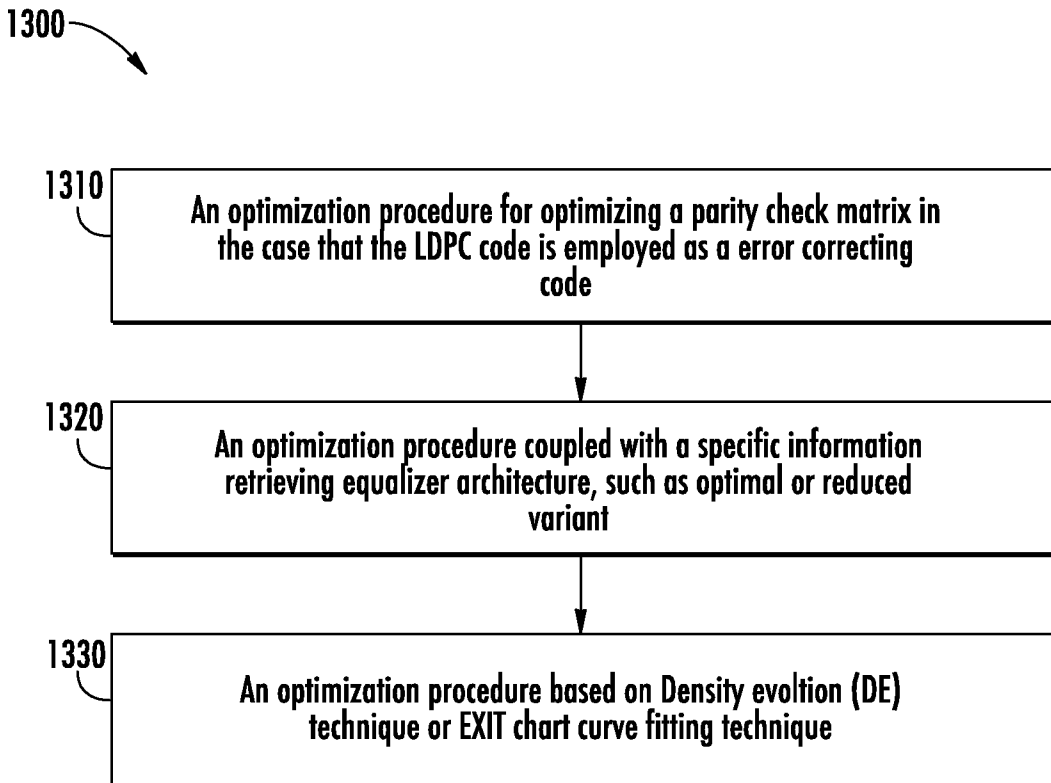 1300
1310
An optimization procedure for optimizing a parity check matrix in
the case that the LDPC code is employed as a error correcting
code
1320
An optimization procedure coupled with a specific information
retrieving equalizer architecture, such as optimal or reduced
variant
1330
An optimization procedure based on Density evoltion (DE)
technique or EXIT chart curve fitting technique